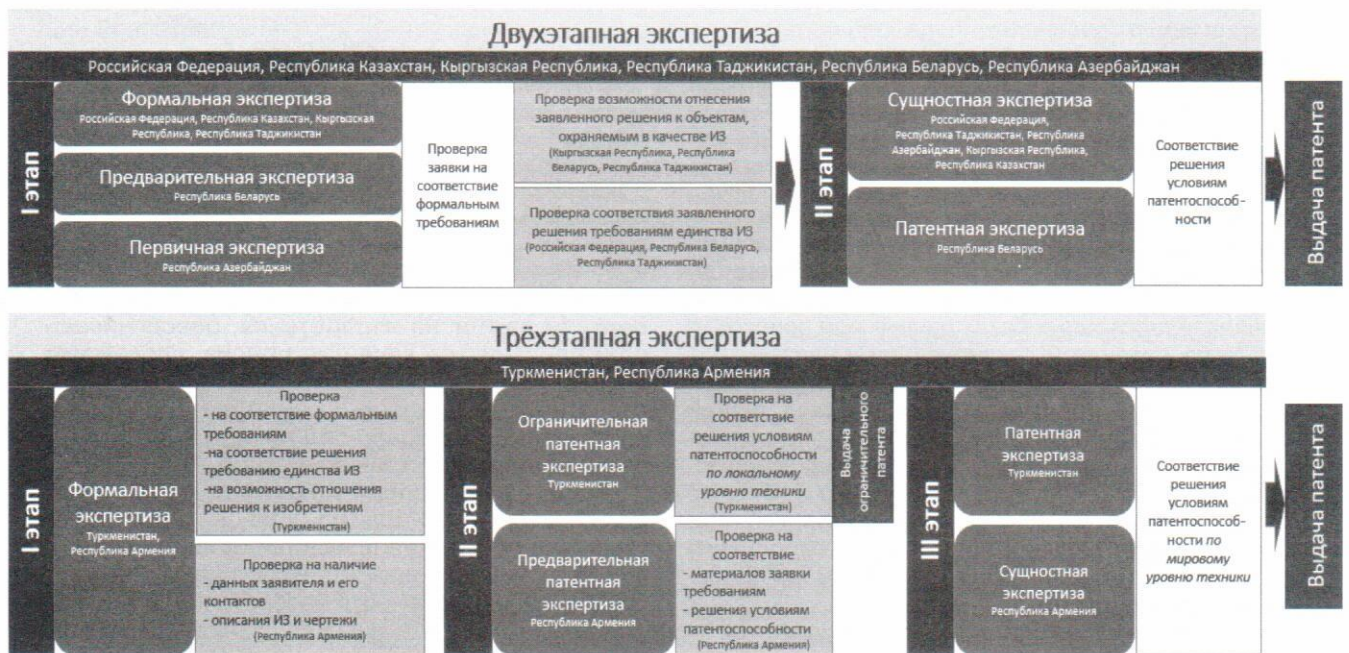 Двухэтапная экспертиза
Российская Федерация, Республика Казахстан, Кыргызская Республика, Республика Таджикистан, Республика Беларусь, Республика Азербайджан
I этап
Формальная экспертиза
Российская Федерация, Республика Казахстан, Кыргызская
Республика, Республика Таджикистан
Предварительная экспертиза
Республика Беларусь
Первичная экспертиза
Республика Азербайджан
Проверка
заявки на
соответствие
формальным
требованиям
Проверка возможности отнесения
заявленного решения к объектам,
охраняемым в качестве ИЗ
(Кыргызская Республика, Республика
Беларусь, Республика Таджикистан)
Проверка соответствия заявленного
решения требованиям единства ИЗ
(Российская Федерация, Республика Беларусь,
Республика Таджикистан)
II этап
Сущностная экспертиза
Российская Федерация,
Республика Таджикистан, Республика
Азербайджан, Кыргызская Республика,
Республика Казахстан
Патентная экспертиза
Республика Беларусь
Соответствие
решения
условиям
патентоспособ-
ности
Выдача патента
Трёхэтапная экспертиза
Туркменистан, Республика Армения
I этап
Формальная
экспертиза
Туркменистан,
Республика Армения
Проверка
- на соответствие формальным
требованиям
-на соответствие решения
требованию единства ИЗ
-на возможность отношения
решения к изобретениям
(Туркменистан)
Проверка на наличие
- данных заявителя и его
контактов
- описания ИЗ и чертежи
(Республика Армения)
II этап
Ограничительная
патентная
экспертиза
Туркменистан
Предварительная
патентная
экспертиза
Республика Армения
Проверка на
соответствие
решения условиям
патентоспособности
по локальному
уровню техники
(Туркменистан)
Проверка на
соответствие
- материалов заявки
требованиям
- решения условиям
патентоспособности
(Республика Армения)
Выдача
ограничительного
патента
III этап
Патентная
экспертиза
Туркменистан
Сущностная
экспертиза
Республика Армения
Соответствие
решения
условиям
патентоспособ-
ности по
мировому
уровню техники
Выдача патента